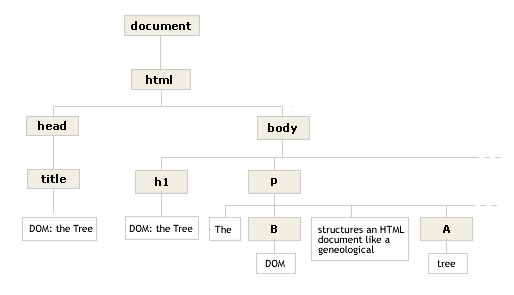 document
html
head
body
title
h1
P
DOM: the Tree
DOM: the Tree
The
B
structures an HTML
document like a
geneological
A
DOM
tree